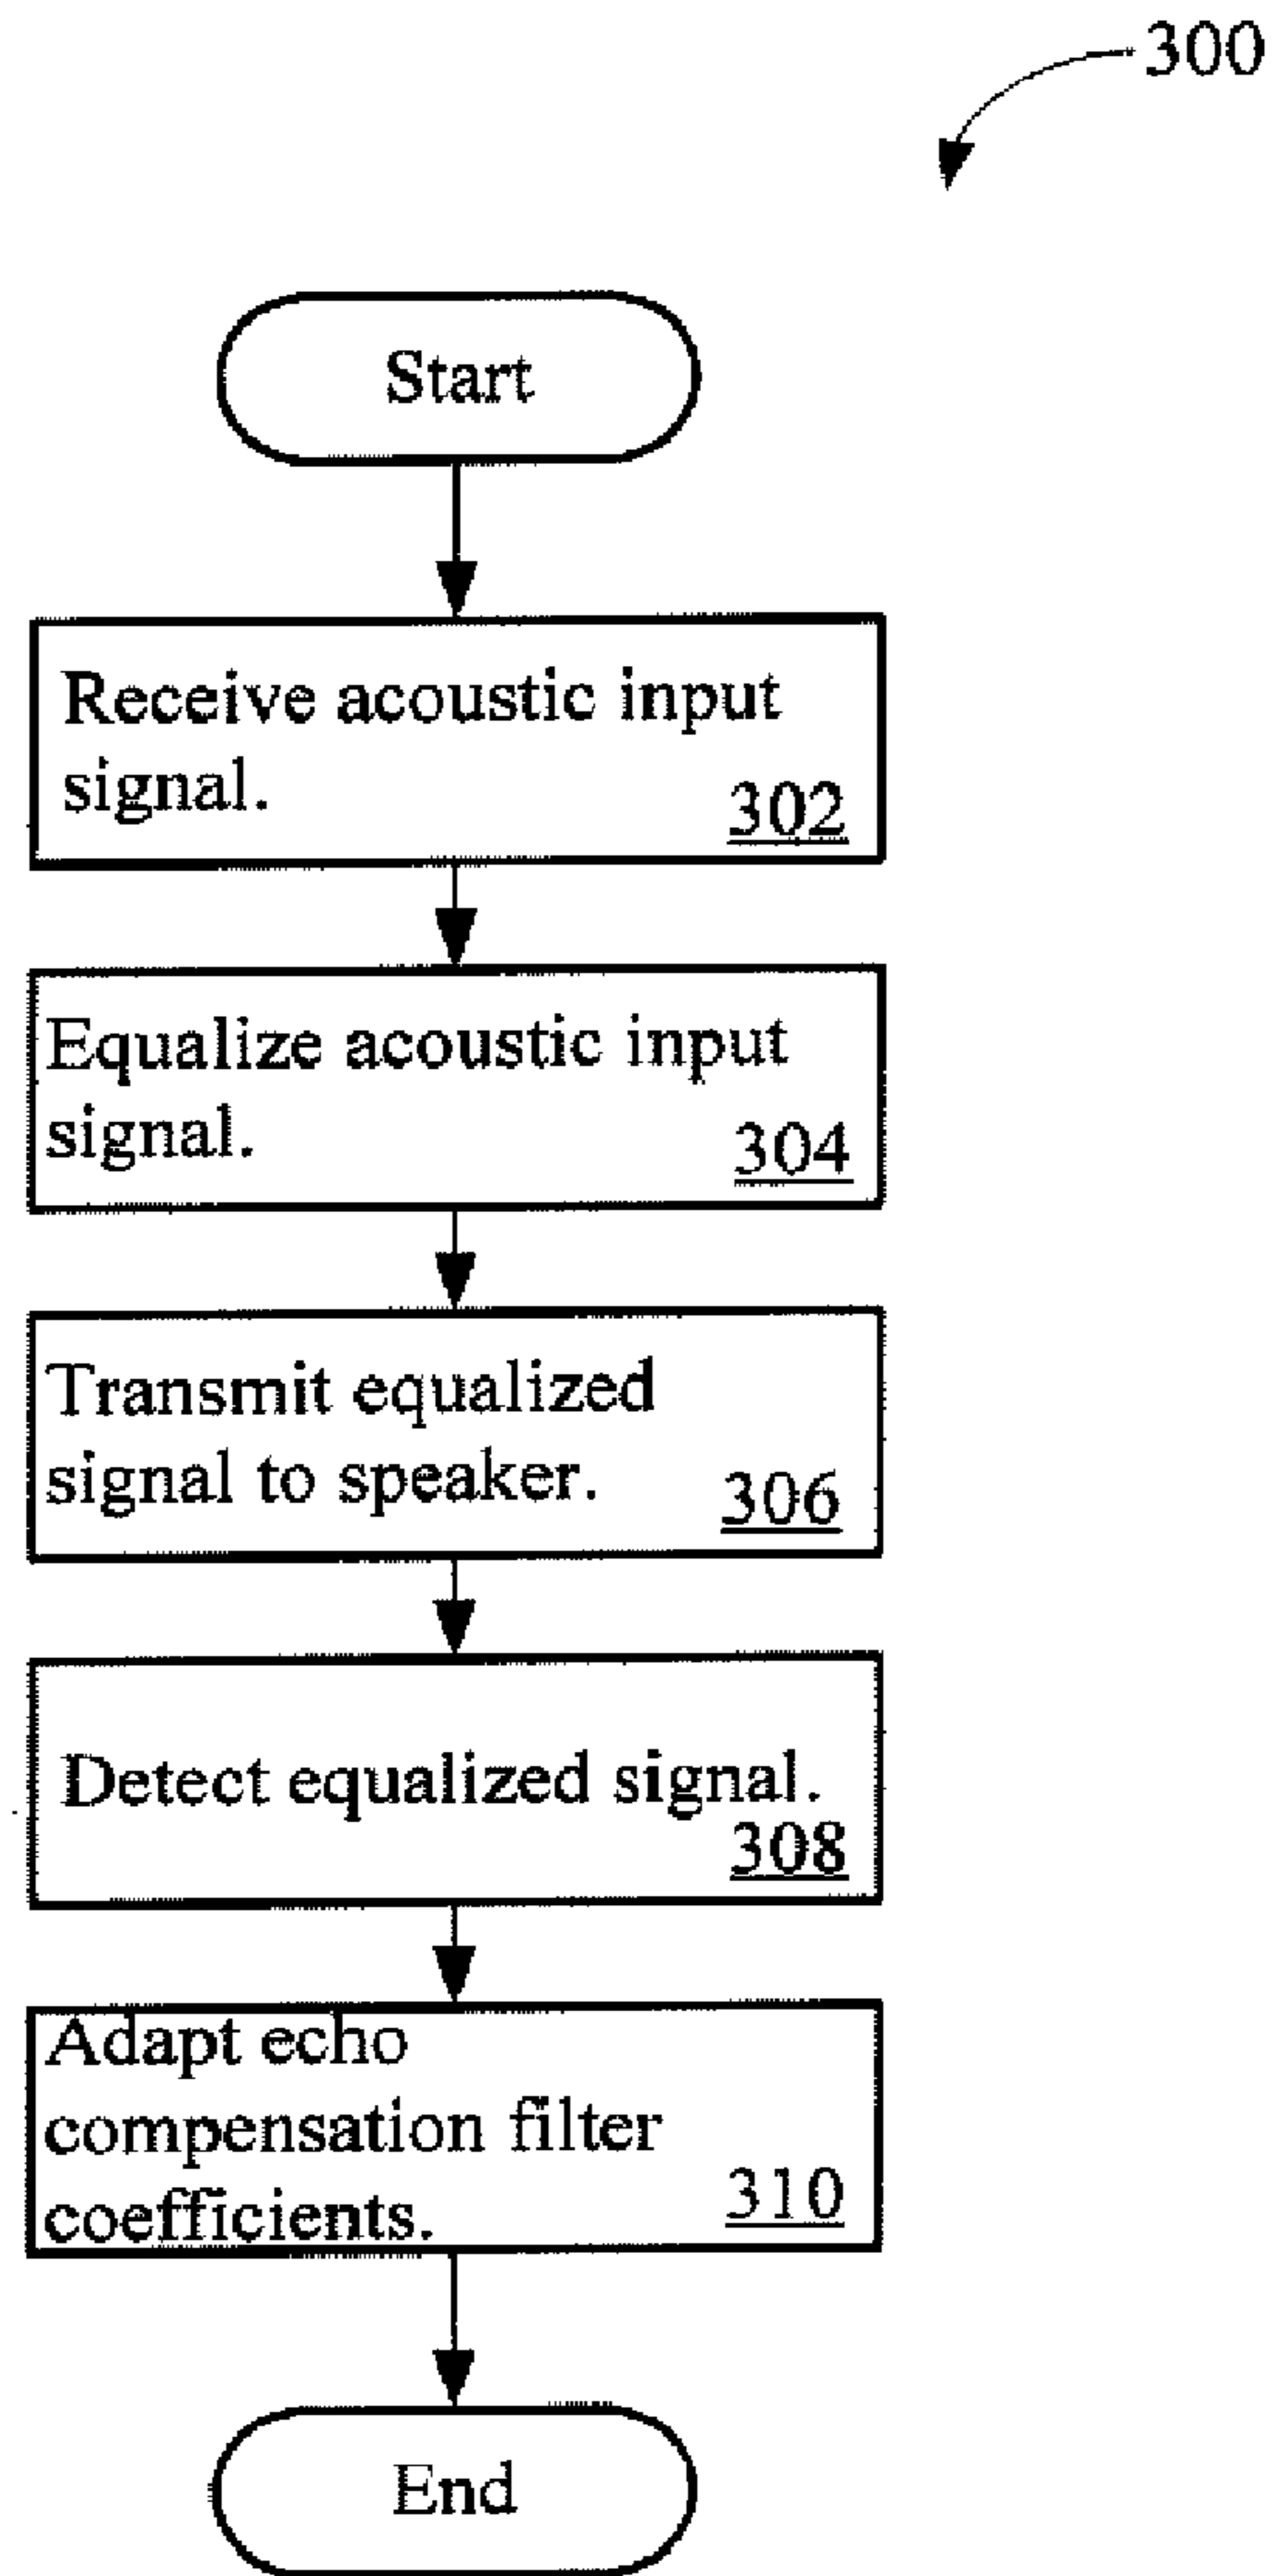 300
Start
Receive acoustic input
signal.
302
Equalize acoustic input
signal.
304
Transmit equalized
signal to speaker.
306
Detect equalized signal.
308
Adapt echo
compensation filter
coefficients.
310
End